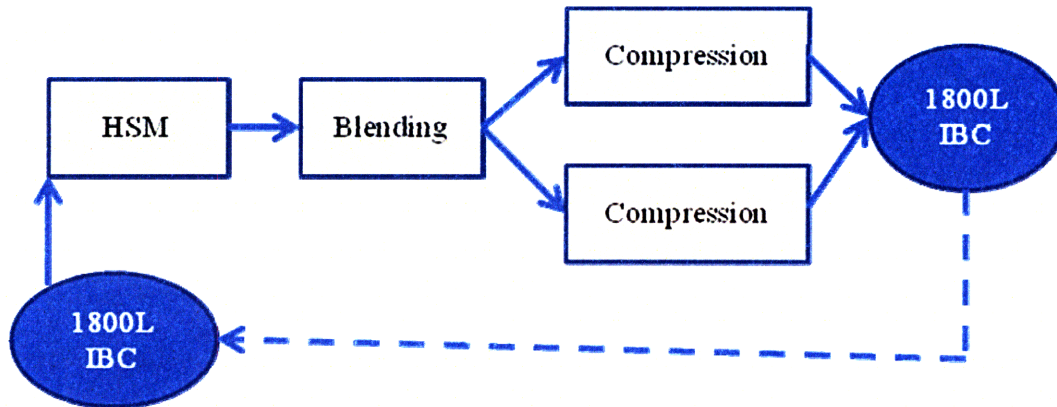 Compression
1800L
IBC
HSM
Blending
Compression
1800L
IBC